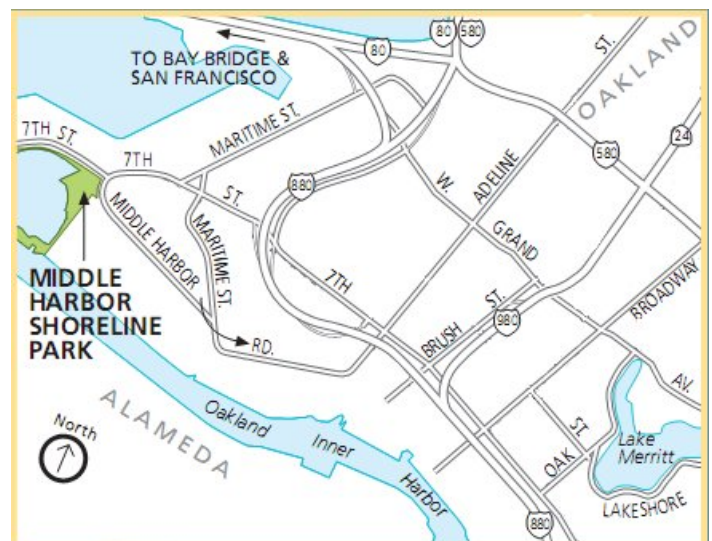 80
580
80
TO BAY BRIDGE &
SAN FRANCISCO
ST.
OAKLAND
24
7TH ST.
MARITIME ST.
7TH
ST.
880
W.
GRAND
AV.
ADELINE
580
MIDDLE HARBOR
RD.
MARITIME ST.
7TH
MIDDLE
HARBOR
SHORELINE
PARK
BRUSH
ST.
980
BROADWAY
North
ALAMEDA
Oakland
Inner
Harbor
OAK
ST.
Lake
Merritt
LAKESHORE
880